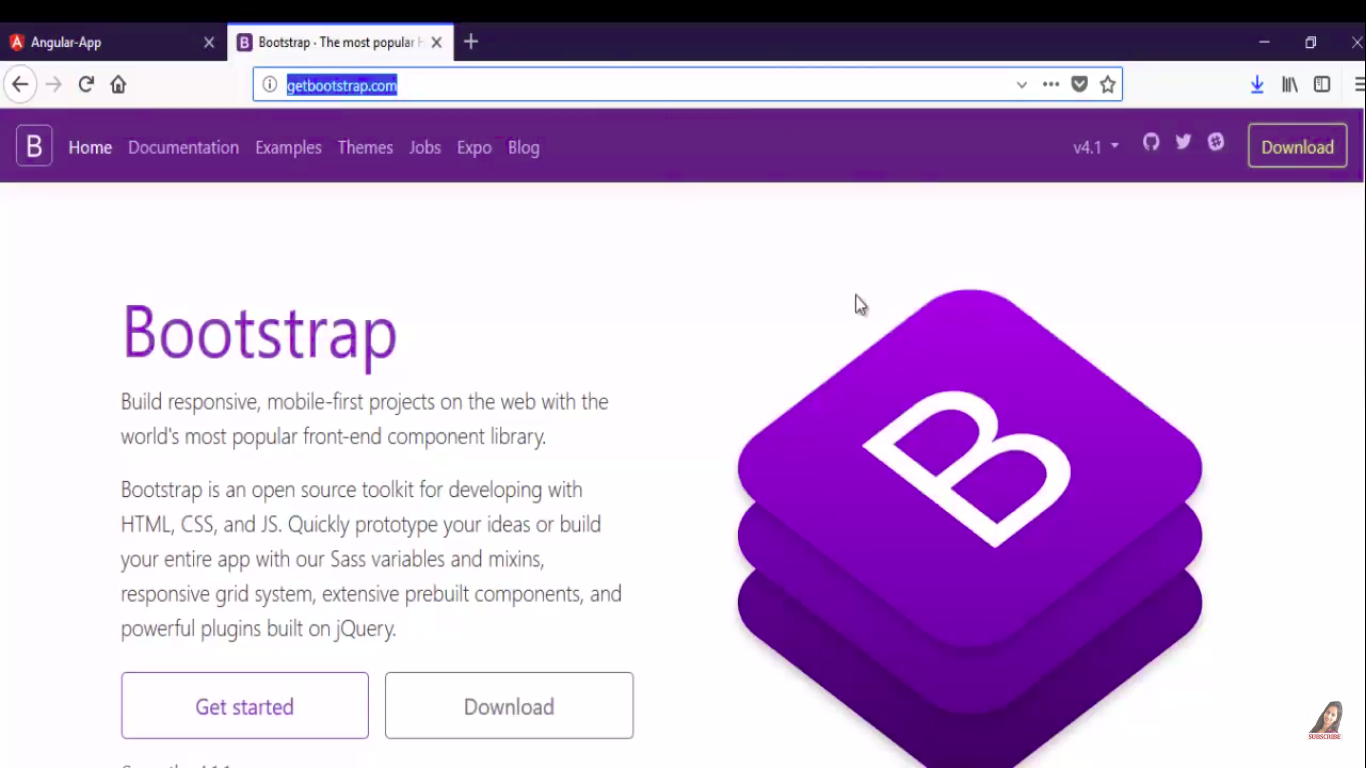 Angular-App
Bootstrap · The most popular H
getbootstrap.com
B Home Documentation Examples Themes Jobs Expo Blog v4.1 Download
Bootstrap
Build responsive, mobile-first projects on the web with the
world's most popular front-end component library.
Bootstrap is an open source toolkit for developing with
HTML, CSS, and JS. Quickly prototype your ideas or build
your entire app with our Sass variables and mixins,
responsive grid system, extensive prebuilt components, and
powerful plugins built on jQuery.
B
Get started Download
SUBSCRIBE